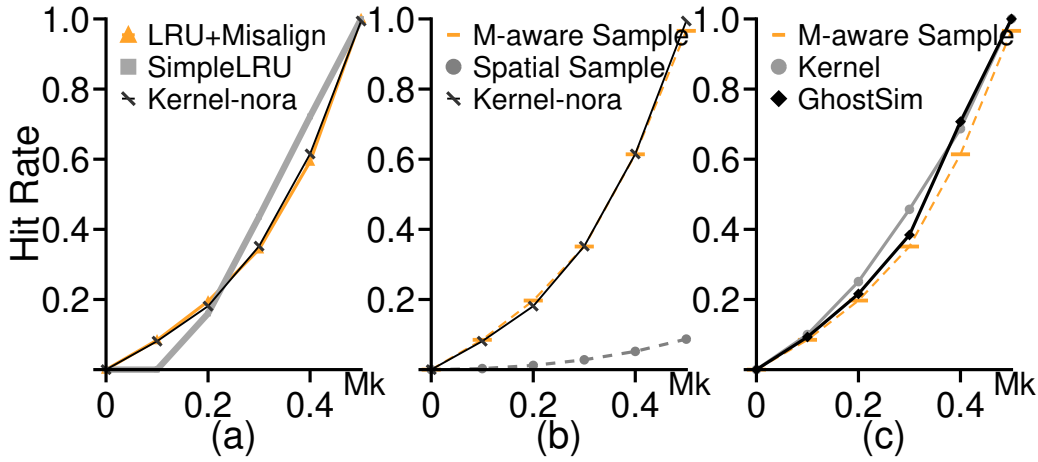 Hit Rate
1.0
0.8
0.6
0.4
0.2
LRU+Misalign
SimpleLRU
Kernel-nora
0
0.2
0.4
Mk
(a)
1.0
0.8
0.6
0.4
0.2
M-aware Sample
Spatial Sample
Kernel-nora
0
0.2
0.4
Mk
(b)
1.0
0.8
0.6
0.4
0.2
M-aware Sample
Kernel
GhostSim
0
0.2
0.4
Mk
(c)